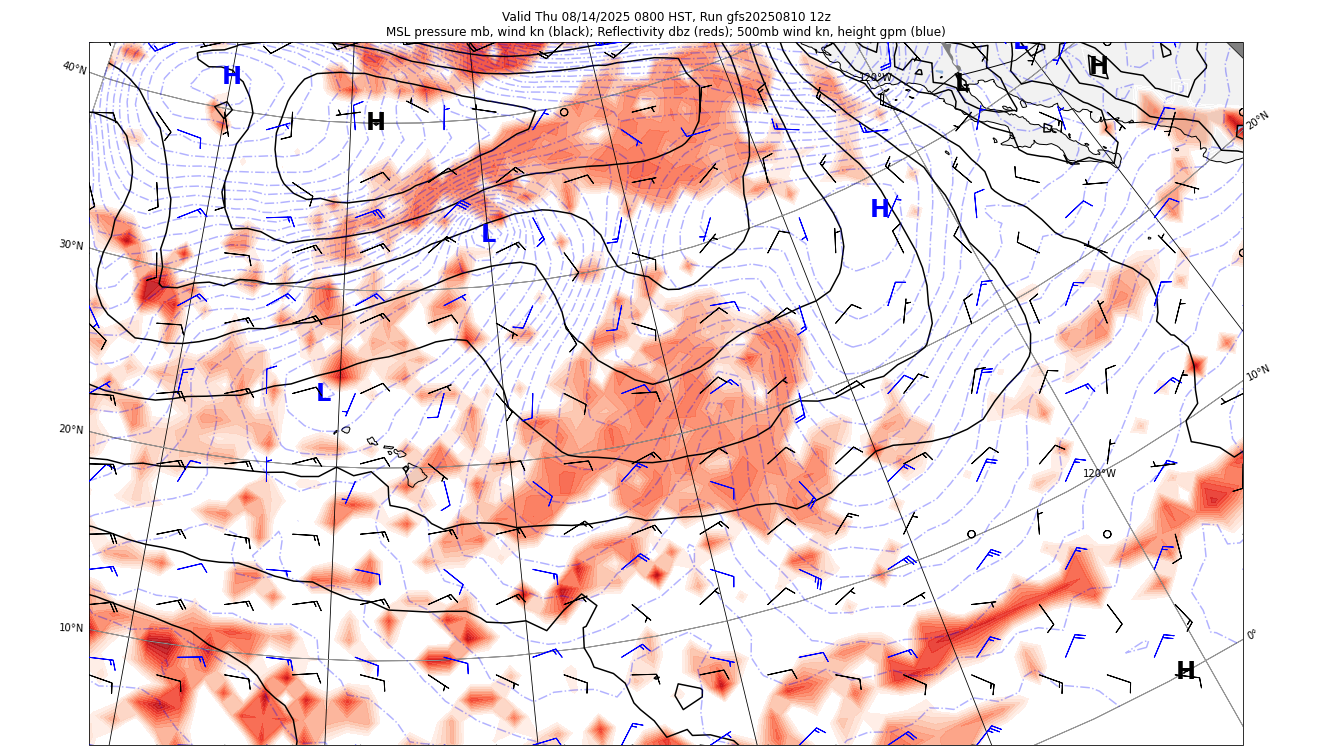 Valid Thu 08/14/2025 0800 HST, Run gfs20250810 12z
MSL pressure mb, wind kn (black); Reflectivity dbz (reds); 500mb wind kn, height gpm (blue)
40°N
H
H
120°W
L
L
H
20°N
30°N
L
H
10°N
L
20°N
120°W
10°N
0°
H